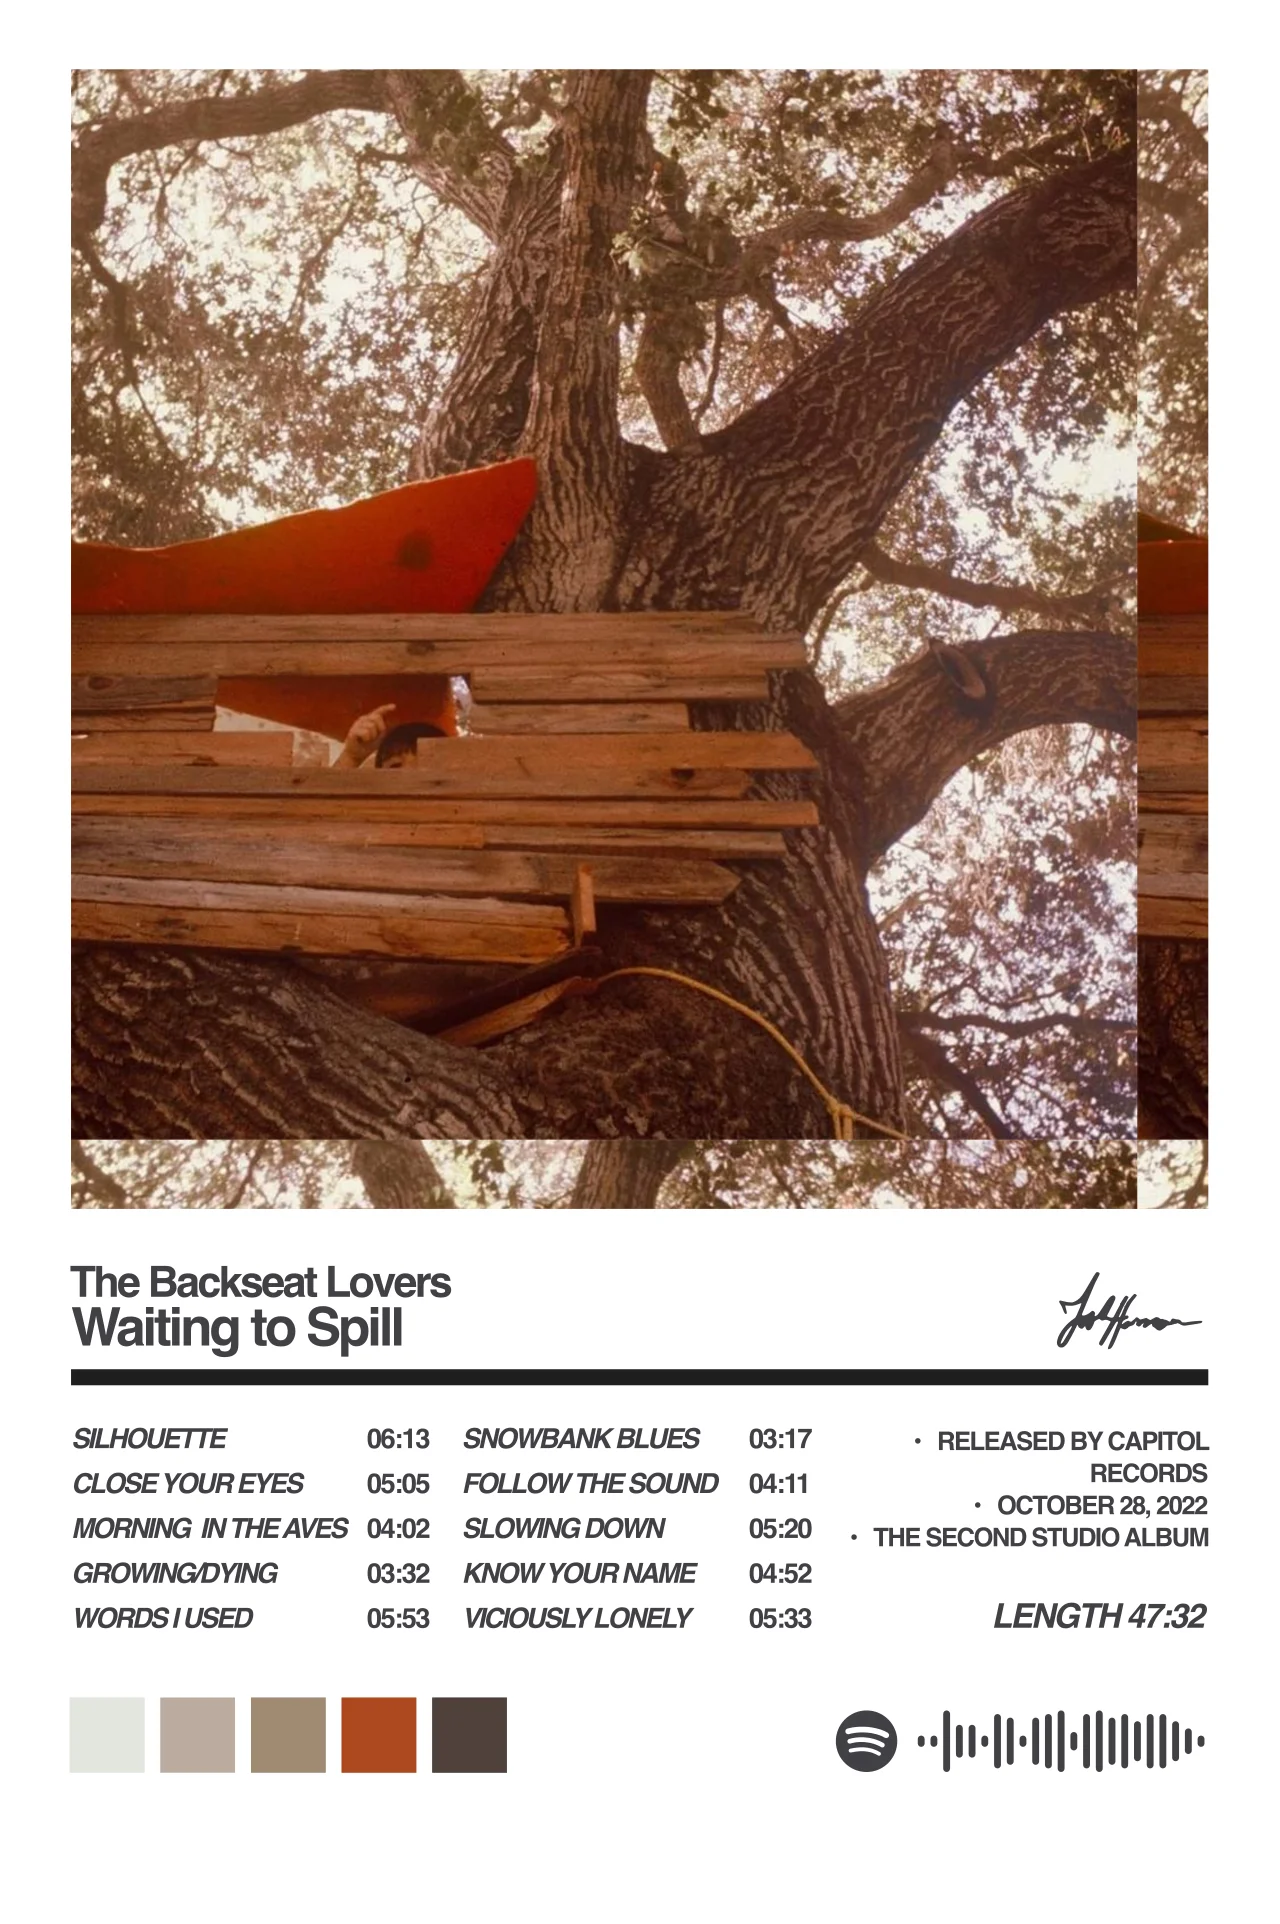 The Backseat Lovers
Waiting to Spill
SILHOUETTE 06:13
CLOSE YOUR EYES 05:05
MORNING IN THE AVES 04:02
GROWING/DYING 03:32
WORDS I USED 05:53
SNOWBANK BLUES 03:17
FOLLOW THE SOUND 04:11
SLOWING DOWN 05:20
KNOW YOUR NAME 04:52
VICIOUSLY LONELY 05:33
• RELEASED BY CAPITOL
RECORDS
• OCTOBER 28, 2022
• THE SECOND STUDIO ALBUM
LENGTH 47:32